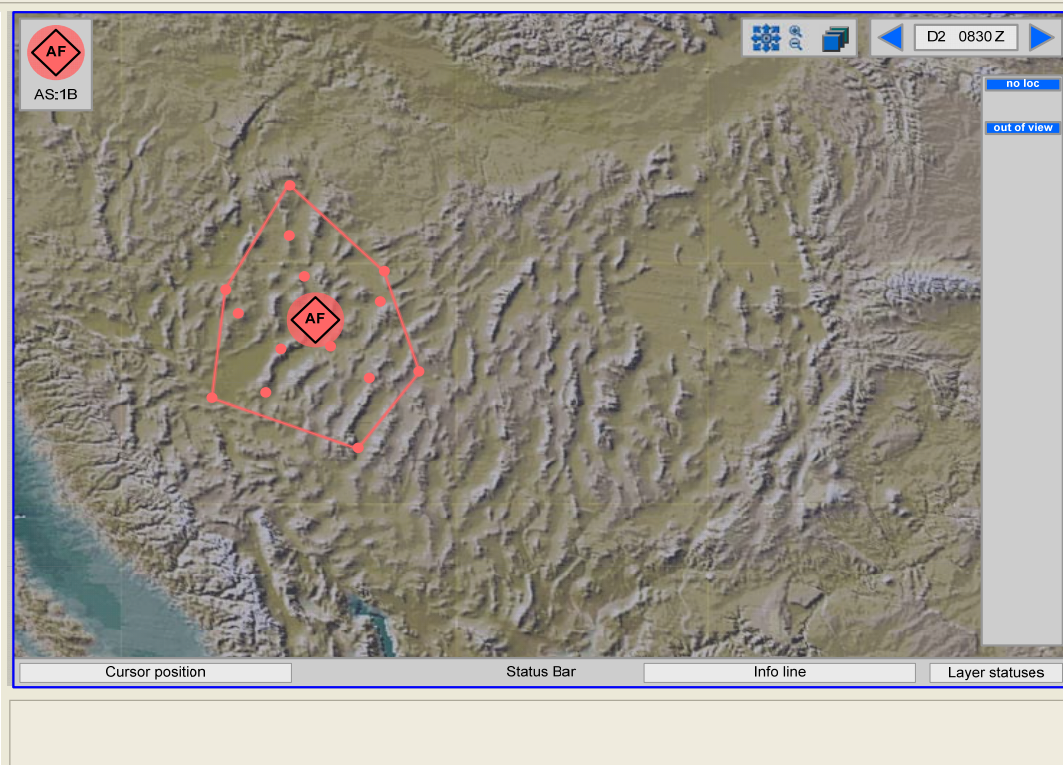 AF
AS:1B
D2 0830 Z
no loc
out of view
AF
Cursor position
Status Bar
Info line
Layer statuses